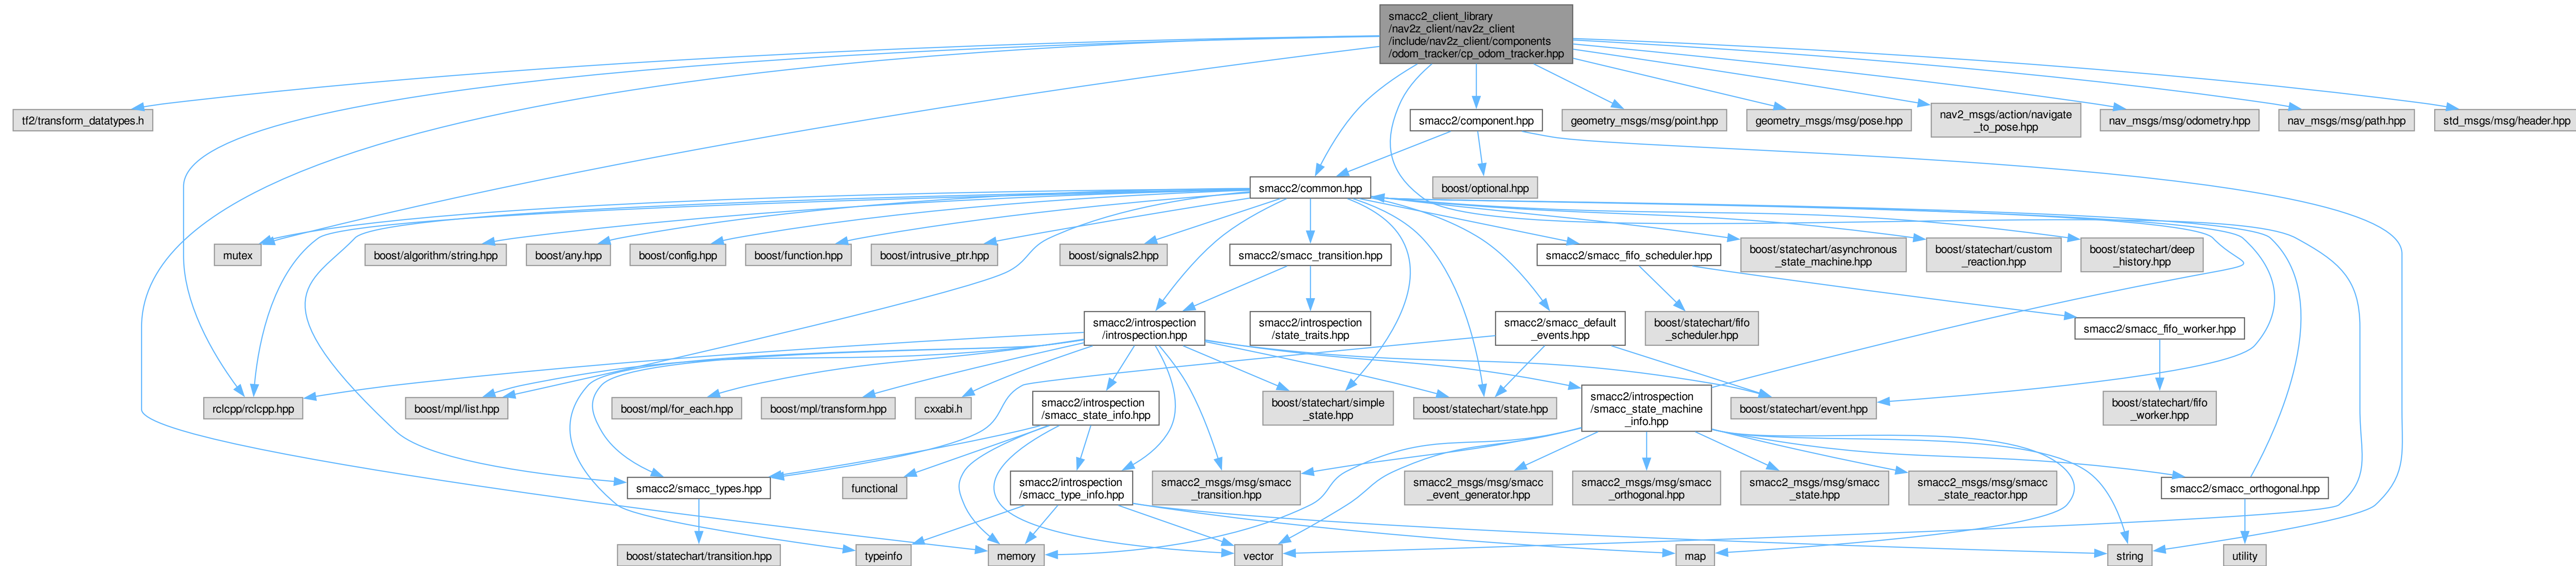 smacc2_client_library
/nav2z_client/nav2z_client
/include/nav2z_client/components
/odom_tracker/cp_odom_tracker.hpp
tf2/transform_datatypes.h
smacc2/component.hpp
geometry_msgs/msg/point.hpp
geometry_msgs/msg/pose.hpp
nav2_msgs/action/navigate
_to_pose.hpp
nav_msgs/msg/odometry.hpp
nav_msgs/msg/path.hpp
std_msgs/msg/header.hpp
smacc2/common.hpp
boost/optional.hpp
mutex
boost/algorithm/string.hpp
boost/any.hpp
boost/config.hpp
boost/function.hpp
boost/intrusive_ptr.hpp
boost/signals2.hpp
smacc2/smacc_transition.hpp
smacc2/smacc_fifo_scheduler.hpp
boost/statechart/asynchronous
_state_machine.hpp
boost/statechart/custom
_reaction.hpp
boost/statechart/deep
_history.hpp
smacc2/introspection
/introspection.hpp
smacc2/introspection
/state_traits.hpp
smacc2/smacc_default
_events.hpp
boost/statechart/fifo
_scheduler.hpp
smacc2/smacc_fifo_worker.hpp
rclcpp/rclcpp.hpp
boost/mpl/list.hpp
boost/mpl/for_each.hpp
boost/mpl/transform.hpp
cxxabi.h
smacc2/introspection
/smacc_state_info.hpp
boost/statechart/simple
_state.hpp
boost/statechart/state.hpp
smacc2/introspection
/smacc_state_machine
_info.hpp
boost/statechart/event.hpp
boost/statechart/fifo
_worker.hpp
smacc2/smacc_types.hpp
functional
smacc2/introspection
/smacc_type_info.hpp
smacc2_msgs/msg/smacc
_transition.hpp
smacc2_msgs/msg/smacc
_event_generator.hpp
smacc2_msgs/msg/smacc
_orthogonal.hpp
smacc2_msgs/msg/smacc
_state.hpp
smacc2_msgs/msg/smacc
_state_reactor.hpp
smacc2/smacc_orthogonal.hpp
boost/statechart/transition.hpp
typeinfo
memory
vector
map
string
utility